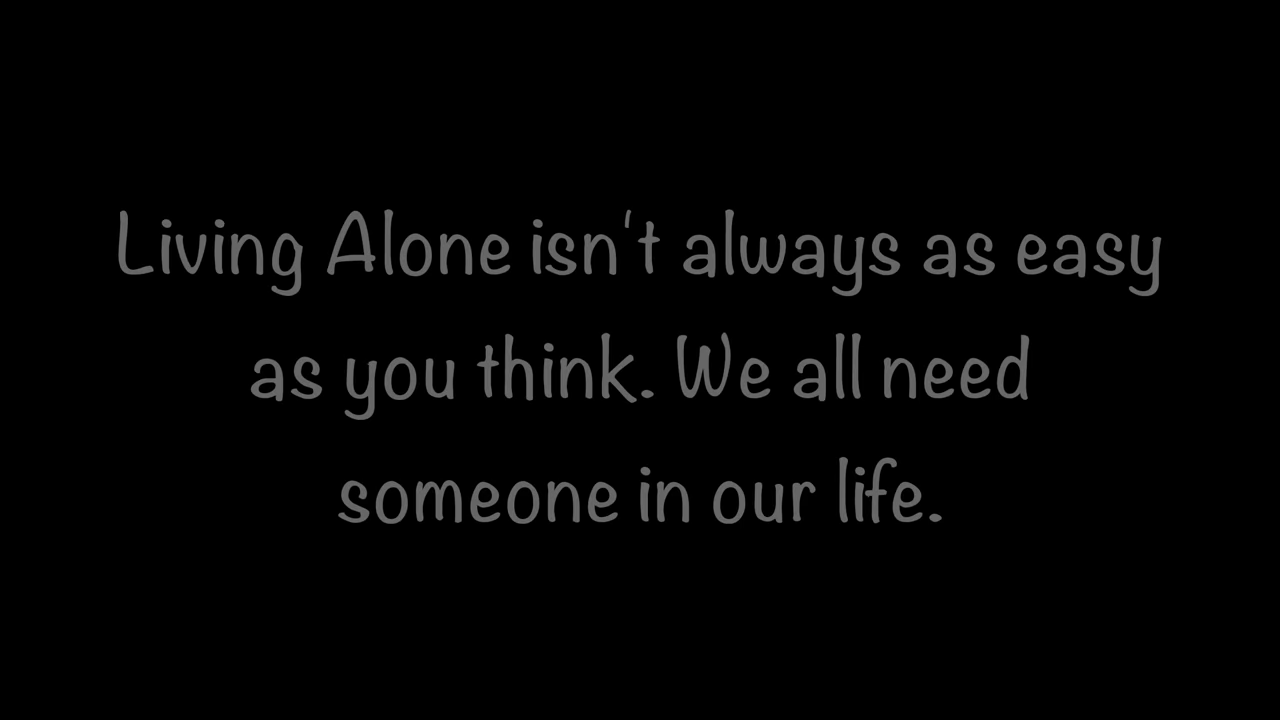 Living Alone isn't always as easy
as you think. We all need
someone in our life.